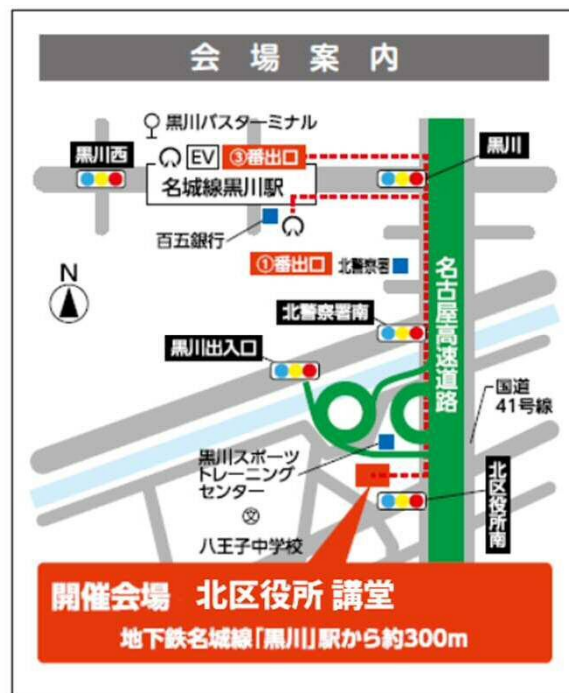 会場案内
黒川バスターミナル
黒川西
EV
③番出口
黒川
名城線黒川駅
百五銀行
①番出口
北警察署
N
名古屋高速道路
北警察署南
黒川出入口
国道
41号線
黒川スポーツ
トレーニング
センター
文
八王子中学校
北区役所南
開催会場 北区役所 講堂
地下鉄名城線「黒川」駅から約300m